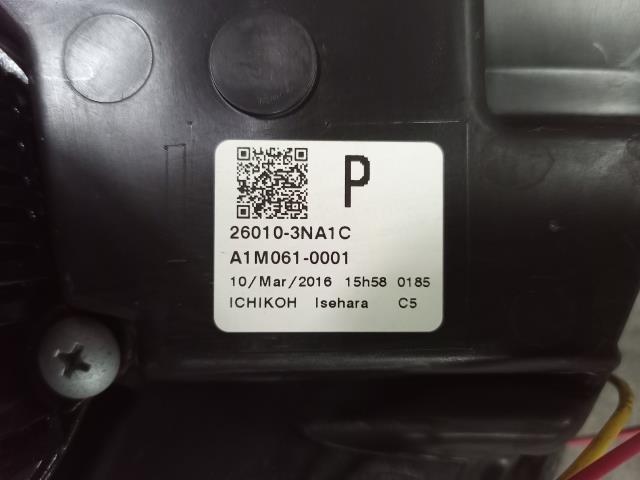 P
26010-3NA1C
A1M061-0001
10/Mar/2016 15h58 0185
ICHIKOH Isehara C5